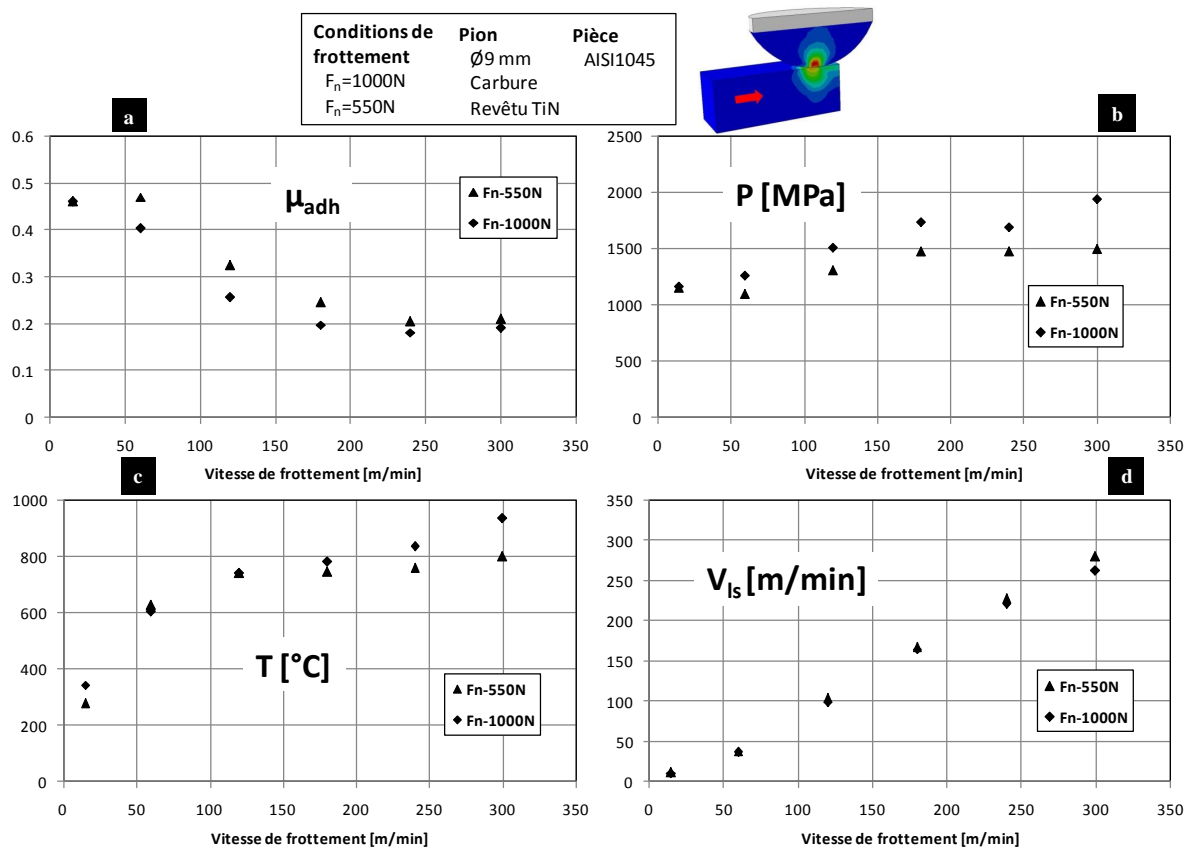 Conditions de frottement Pion Pièce
Ø9 mm AISI1045
Fn=1000N Carbure
Fn=550N Revêtu TiN
a
b
0.6
0.5
0.4
0.3
0.2
0.1
0
μadh
Fn-550N
Fn-1000N
0 50 100 150 200 250 300 350
Vitesse de frottement [m/min]
2500
2000
1500
1000
500
0
P [MPa]
Fn-550N
Fn-1000N
0 50 100 150 200 250 300 350
Vitesse de frottement [m/min]
c
d
1000
800
600
400
200
0
T [°C]
Fn-550N
Fn-1000N
0 50 100 150 200 250 300 350
Vitesse de frottement [m/min]
350
300
250
200
150
100
50
0
Vls [m/min]
Fn-550N
Fn-1000N
0 50 100 150 200 250 300 350
Vitesse de frottement [m/min]